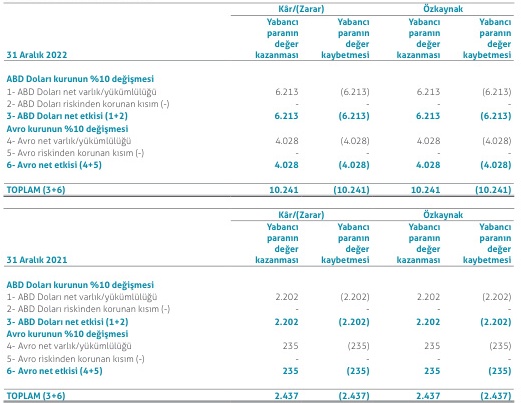 Kâr/(Zarar) Özkaynak
Yabancı Yabancı Yabancı Yabancı
paranın paranın paranın paranın
değer değer değer değer
31 Aralık 2022 kazanması kaybetmesi kazanması kaybetmesi
ABD Doları kurunun %10 değişmesi
1- ABD Doları net varlık/yükümlülüğü 6.213 (6.213) 6.213 (6.213)
2- ABD Doları riskinden korunan kısım (-) - - - -
3- ABD Doları net etkisi (1+2) 6.213 (6.213) 6.213 (6.213)
Avro kurunun %10 değişmesi
4- Avro net varlık/yükümlülüğü 4.028 (4.028) 4.028 (4.028)
5- Avro riskinden korunan kısım (-) - - - -
6- Avro net etkisi (4+5) 4.028 (4.028) 4.028 (4.028)
TOPLAM (3+6) 10.241 (10.241) 10.241 (10.241)
Kâr/(Zarar) Özkaynak
Yabancı Yabancı Yabancı Yabancı
paranın paranın paranın paranın
değer değer değer değer
31 Aralık 2021 kazanması kaybetmesi kazanması kaybetmesi
ABD Doları kurunun %10 değişmesi
1- ABD Doları net varlık/yükümlülüğü 2.202 (2.202) 2.202 (2.202)
2- ABD Doları riskinden korunan kısım (-) - - - -
3- ABD Doları net etkisi (1+2) 2.202 (2.202) 2.202 (2.202)
Avro kurunun %10 değişmesi
4- Avro net varlık/yükümlülüğü 235 (235) 235 (235)
5- Avro riskinden korunan kısım (-) - - - -
6- Avro net etkisi (4+5) 235 (235) 235 (235)
TOPLAM (3+6) 2.437 (2.437) 2.437 (2.437)